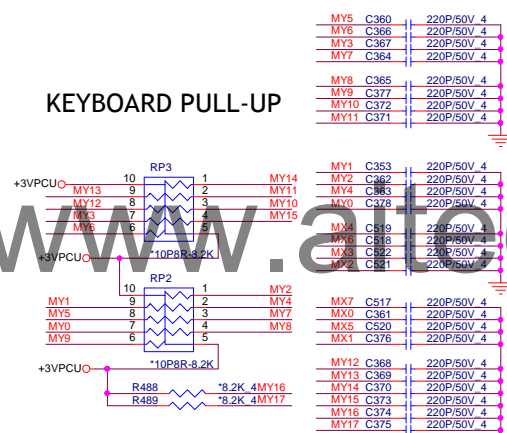 MY5 C360 220P/50V_4
MY6 C366 220P/50V_4
MY3 C367 220P/50V_4
MY7 C364 220P/50V_4
MY8 C365 220P/50V_4
MY9 C377 220P/50V_4
MY10 C372 220P/50V_4
MY11 C371 220P/50V_4
KEYBOARD PULL-UP
RP3
+3VPCU 10 1 MY14
MY13 9 2 MY11
MY12 8 3 MY10
MY3 7 4 MY15
MY6 6 5
*10P8R-8.2K
+3VPCU
MY1 C353 220P/50V_4
MY2 C362 220P/50V_4
MY4 C363 220P/50V_4
MY0 C378 220P/50V_4
MX4 C519 220P/50V_4
MX6 C518 220P/50V_4
MX3 C522 220P/50V_4
MX2 C521 220P/50V_4
www.aite
RP2
10 1 MY2
MY1 9 2 MY4
MY5 8 3 MY7
MY0 7 4 MY8
MY9 6 5
*10P8R-8.2K
+3VPCU
R488 *8.2K_4 MY16
R489 *8.2K_4 MY17
MX7 C517 220P/50V_4
MX0 C361 220P/50V_4
MX5 C520 220P/50V_4
MX1 C376 220P/50V_4
MY12 C368 220P/50V_4
MY13 C369 220P/50V_4
MY14 C370 220P/50V_4
MY15 C373 220P/50V_4
MY16 C374 220P/50V_4
MY17 C375 220P/50V_4